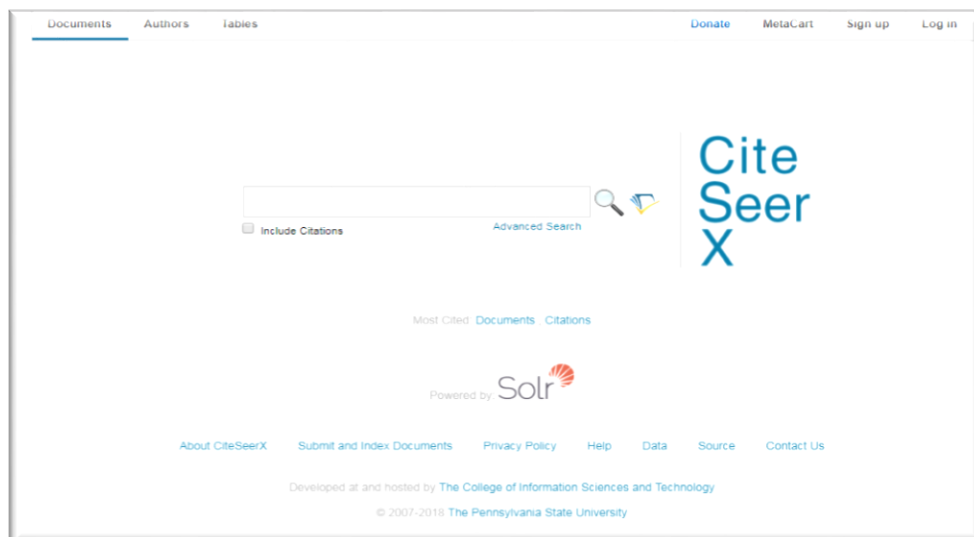 Documents Authors Tables Donate MetaCart Sign up Log in
Cite
Seer
X
Include Citations Advanced Search
Most Cited: Documents, Citations
Powered by: Solr
About CiteSeerX Submit and Index Documents Privacy Policy Help Data Source Contact Us
Developed at and hosted by The College of Information Sciences and Technology
© 2007-2018 The Pennsylvania State University